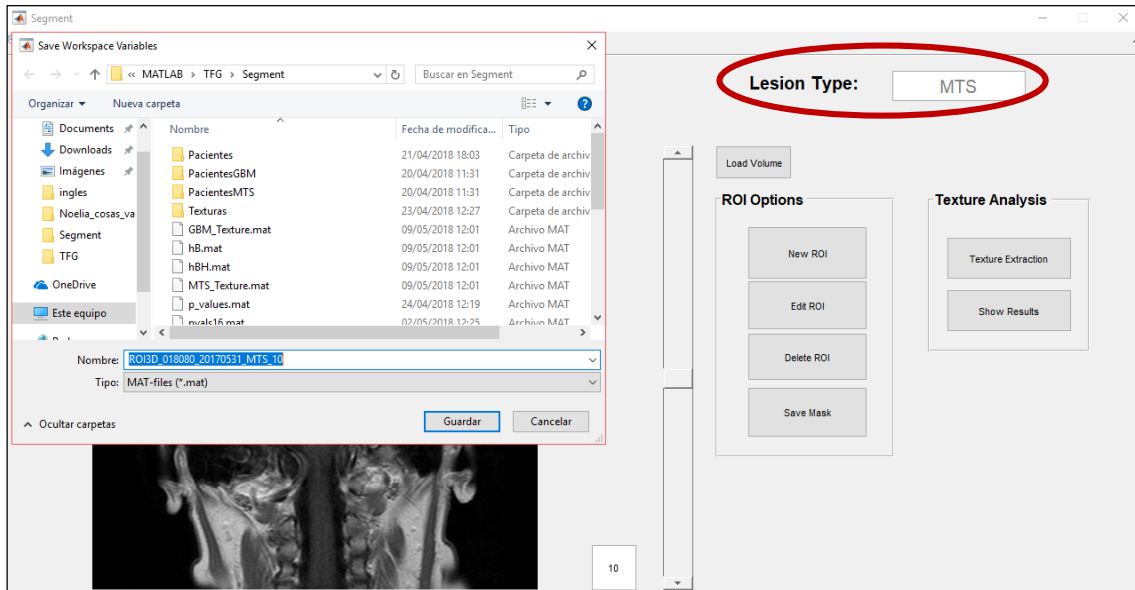 Segment
Save Workspace Variables
« MATLAB > TFG > Segment
Buscar en Segment
Organizar
Nueva carpeta
Documents
Downloads
Imágenes
ingles
Noelia_cosas_va
Segment
TFG
OneDrive
Este equipo
Nombre Fecha de modifica... Tipo
Pacientes 21/04/2018 18:03 Carpeta de archiv
PacientesGBM 20/04/2018 11:31 Carpeta de archiv
PacientesMTS 20/04/2018 11:31 Carpeta de archiv
Texturas 23/04/2018 12:27 Carpeta de archiv
GBM_Texture.mat 09/05/2018 12:01 Archivo MAT
hB.mat 09/05/2018 12:01 Archivo MAT
hBH.mat 09/05/2018 12:01 Archivo MAT
MTS_Texture.mat 09/05/2018 12:01 Archivo MAT
p_values.mat 24/04/2018 12:19 Archivo MAT
pvals16.mat 02/05/2018 12:25 Archivo MAT
Nombre: ROI3D_018080_20170531_MTS_10
Tipo: MAT-files (*.mat)
Ocultar carpetas
Guardar
Cancelar
Lesion Type: MTS
Load Volume
ROI Options
New ROI
Edit ROI
Delete ROI
Save Mask
Texture Analysis
Texture Extraction
Show Results
10